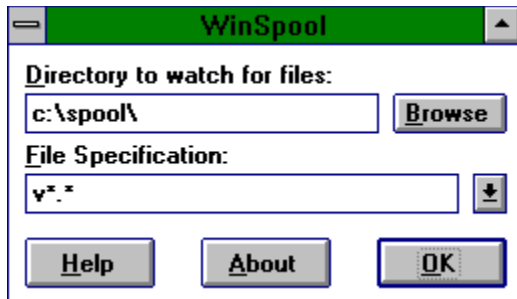 WinSpool
Directory to watch for files:
c:\spool\
Browse
File Specification:
v*.*
Help
About
OK